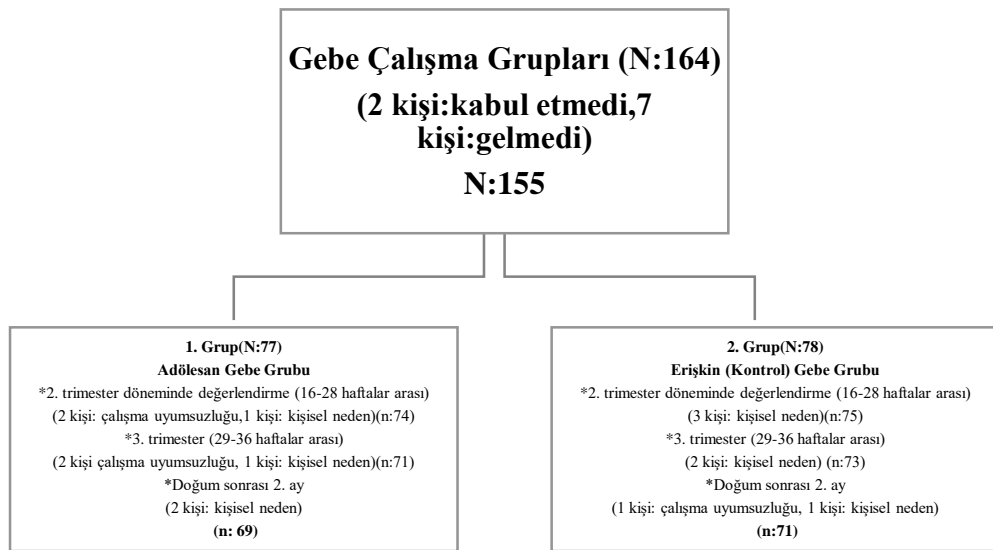 Gebe Çalışma Grupları (N:164)
(2 kişi:kabul etmedi,7
kişi:gelmedi)
N:155
1. Grup(N:77)
Adölesan Gebe Grubu
*2. trimester döneminde değerlendirme (16-28 haftalar arası)
(2 kişi: çalışma uyumsuzluğu,1 kişi: kişisel neden)(n:74)
*3. trimester (29-36 haftalar arası)
(2 kişi çalışma uyumsuzluğu, 1 kişi: kişisel neden)(n:71)
*Doğum sonrası 2. ay
(2 kişi: kişisel neden)
(n: 69)
2. Grup(N:78)
Erişkin (Kontrol) Gebe Grubu
*2. trimester döneminde değerlendirme (16-28 haftalar arası)
(3 kişi: kişisel neden)(n:75)
*3. trimester (29-36 haftalar arası)
(2 kişi: kişisel neden) (n:73)
*Doğum sonrası 2. ay
(1 kişi: çalışma uyumsuzluğu, 1 kişi: kişisel neden)
(n:71)